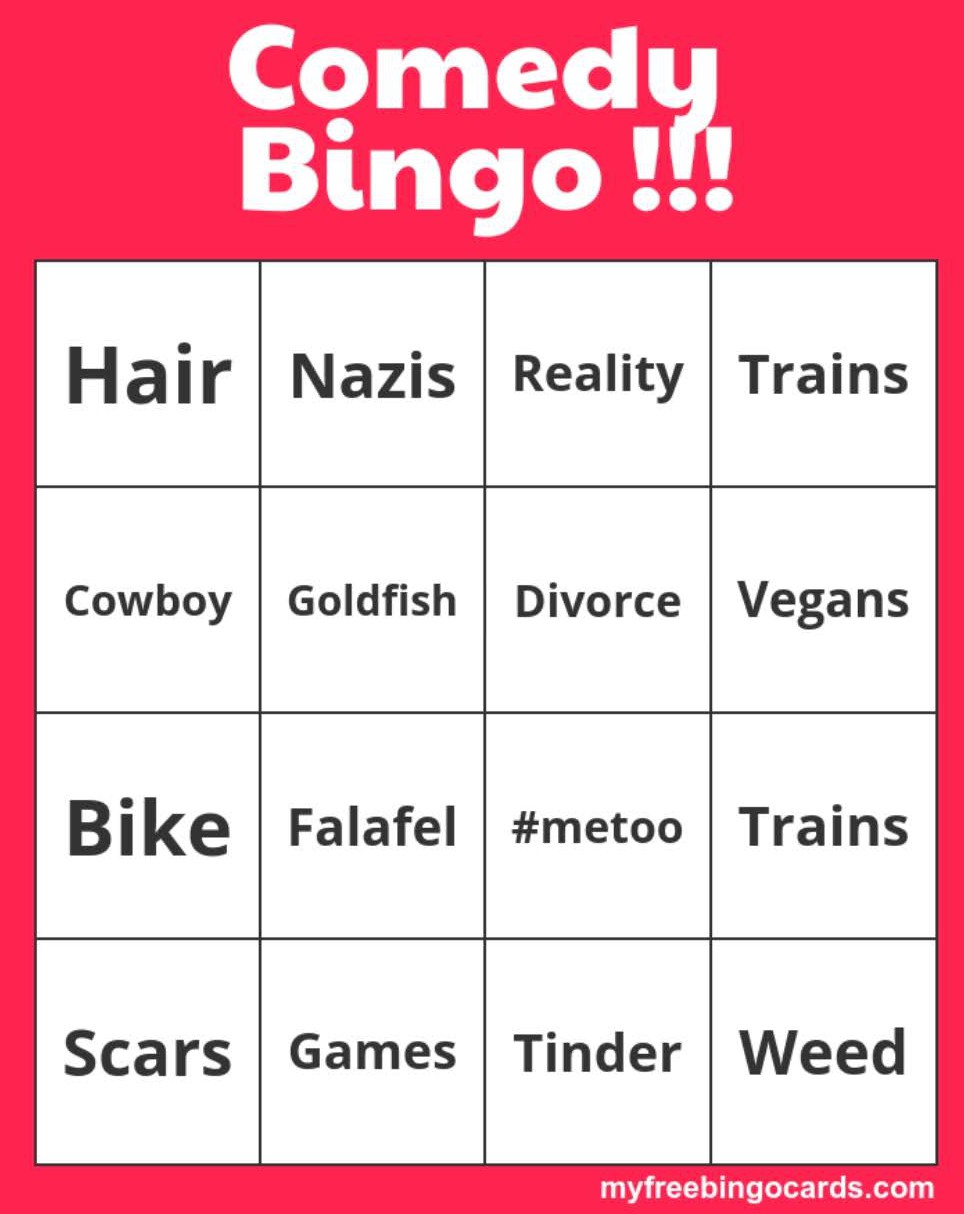 Comedy
Bingo !!!
Hair Nazis Reality Trains
Cowboy Goldfish Divorce Vegans
Bike Falafel #metoo Trains
Scars Games Tinder Weed
myfreebingocards.com